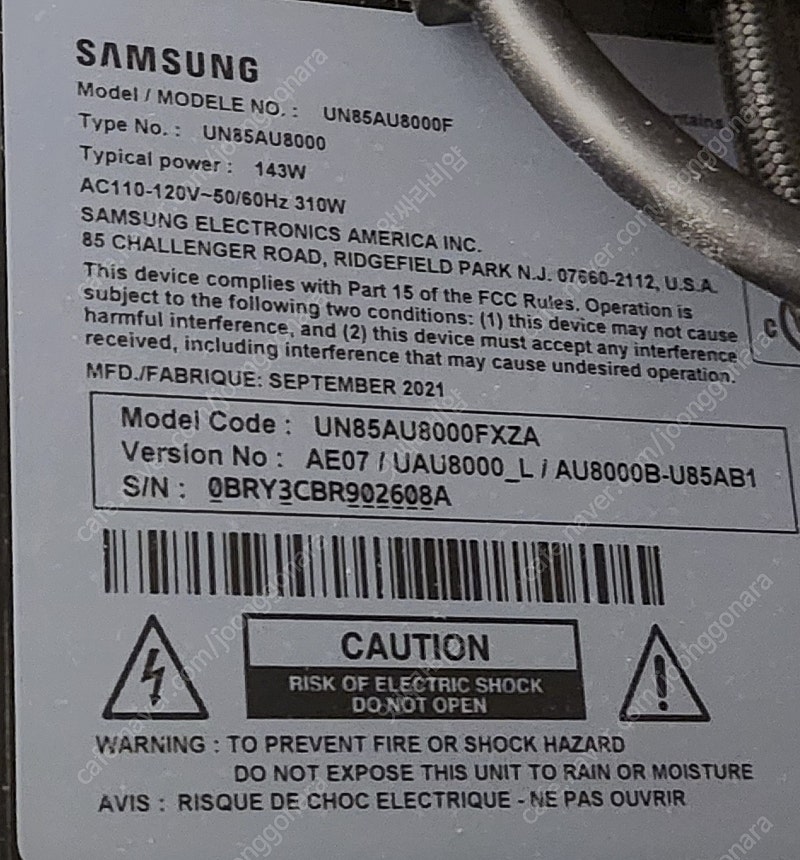 SAMSUNG
Model / MODELE NO. : UN85AU8000F
Type No. : UN85AU8000
Typical power : 143W
AC110-120V~50/60Hz 310W
SAMSUNG ELECTRONICS AMERICA INC.
85 CHALLENGER ROAD, RIDGEFIELD PARK N.J. 07660-2112, U.S.A.
This device complies with Part 15 of the FCC Rules. Operation is
subject to the following two conditions: (1) this device may not cause
harmful interference, and (2) this device must accept any interference
received, including interference that may cause undesired operation.
MFD./FABRIQUE: SEPTEMBER 2021
Model Code : UN85AU8000FXZA
Version No : AE07 / UAU8000_L / AU8000B-U85AB1
S/N : 0BRY3CBR902608A
CAUTION
RISK OF ELECTRIC SHOCK
DO NOT OPEN
WARNING : TO PREVENT FIRE OR SHOCK HAZARD
DO NOT EXPOSE THIS UNIT TO RAIN OR MOISTURE
AVIS : RISQUE DE CHOC ELECTRIQUE - NE PAS OUVRIR
cafe.naver.com/joonggonara